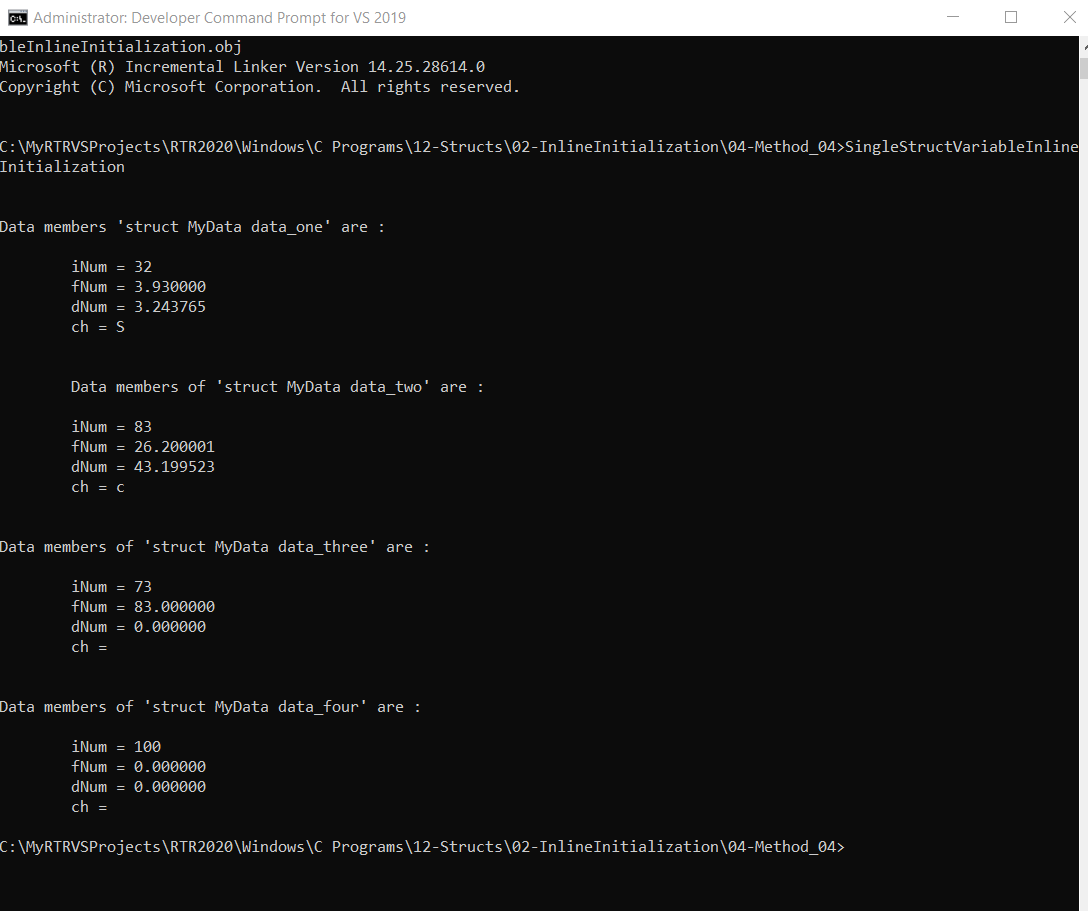 Administrator: Developer Command Prompt for VS 2019
bleInlineInitialization.obj
Microsoft (R) Incremental Linker Version 14.25.28614.0
Copyright (C) Microsoft Corporation.  All rights reserved.
C:\MyRTRVSProjects\RTR2020\Windows\C Programs\12-Structs\02-InlineInitialization\04-Method_04>SingleStructVariableInline
Initialization
Data members 'struct MyData data_one' are :
iNum = 32
fNum = 3.930000
dNum = 3.243765
ch = S
Data members of 'struct MyData data_two' are :
iNum = 83
fNum = 26.200001
dNum = 43.199523
ch = c
Data members of 'struct MyData data_three' are :
iNum = 73
fNum = 83.000000
dNum = 0.000000
ch =
Data members of 'struct MyData data_four' are :
iNum = 100
fNum = 0.000000
dNum = 0.000000
ch =
C:\MyRTRVSProjects\RTR2020\Windows\C Programs\12-Structs\02-InlineInitialization\04-Method_04>